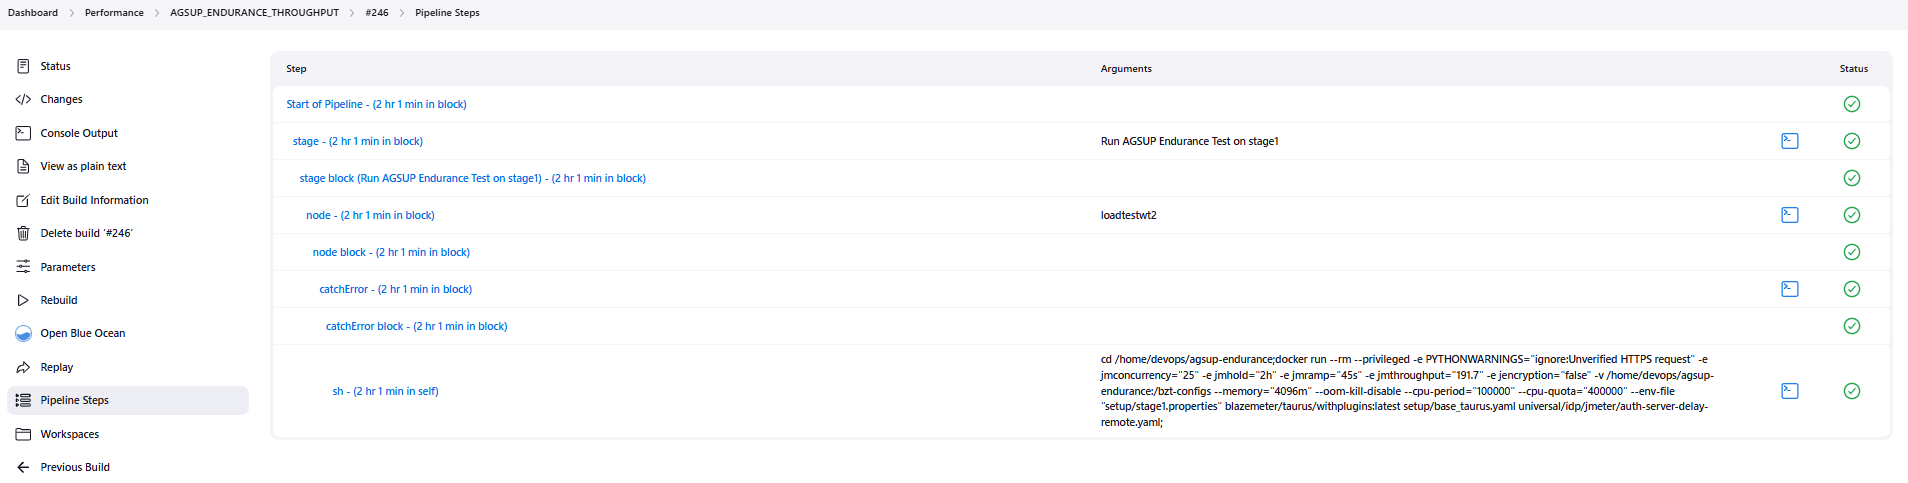 Dashboard > Performance > AGSUP_ENDURANCE_THROUGHPUT > #246 > Pipeline Steps
Status
Changes
Console Output
View as plain text
Edit Build Information
Delete build ‘#246’
Parameters
Rebuild
Open Blue Ocean
Replay
Pipeline Steps
Workspaces
Previous Build
Step Arguments Status
Start of Pipeline - (2 hr 1 min in block)
stage - (2 hr 1 min in block) Run AGSUP Endurance Test on stage1
stage block (Run AGSUP Endurance Test on stage1) - (2 hr 1 min in block)
node - (2 hr 1 min in block) loadtestwt2
node block - (2 hr 1 min in block)
catchError - (2 hr 1 min in block)
catchError block - (2 hr 1 min in block)
sh - (2 hr 1 min in self)
cd /home/devops/agsup-endurance;docker run --rm --privileged -e PYTHONWARNINGS="ignore:Unverified HTTPS request" -e
jmconcurrency="25" -e jmhold="2h" -e jmramp="45s" -e jmthroughput="191.7" -e jencryption="false" -v /home/devops/agsup-
endurance:/bzt-configs --memory="4096m" --oom-kill-disable --cpu-period="100000" --cpu-quota="400000" --env-file
"setup/stage1.properties" blazemeter/taurus/withplugins:latest setup/base_taurus.yaml universal/idp/jmeter/auth-server-delay-
remote.yaml;